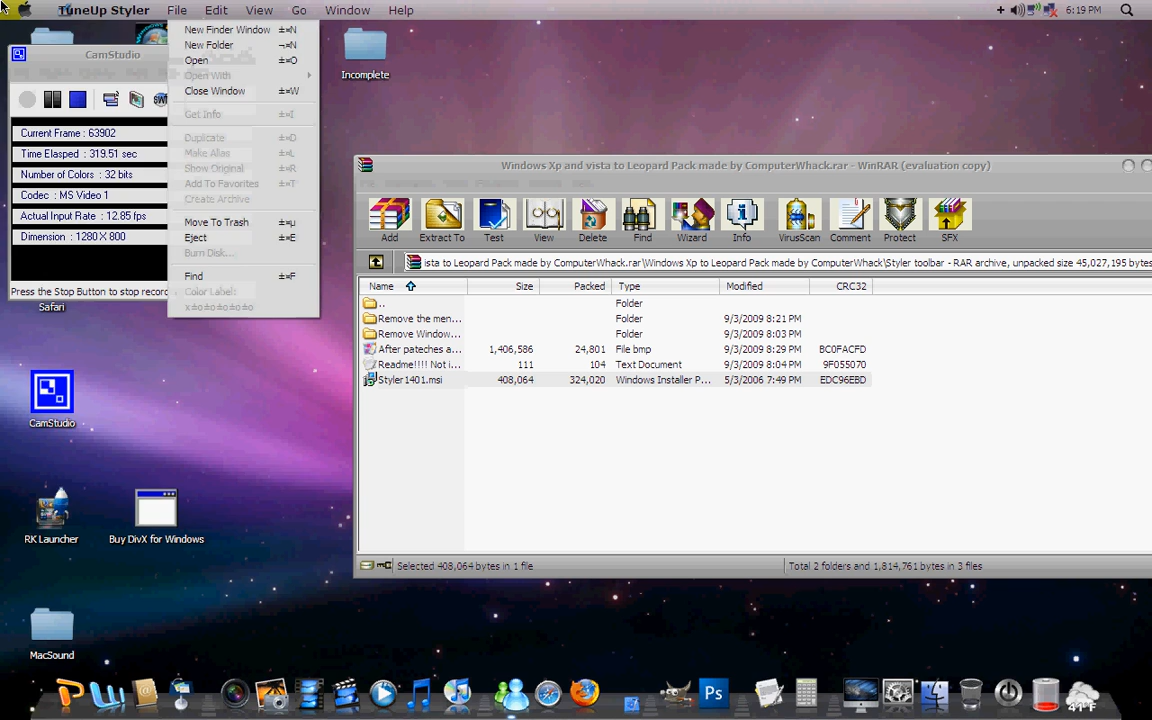 TuneUp Styler File Edit View Go Window Help 6:19 PM
New Finder Window ±=N
New Folder ¬=N
Open ±=O
Open With
Close Window ±=W
Get Info ±=I
Duplicate ±=D
Make Alias ±=L
Show Original ±=R
Add To Favorites ±=T
Create Archive
Move To Trash ±=µ
Eject ±=E
Burn Disk...
Find ±=F
Color Label:
x±o±o±o±o±o
CamStudio
Current Frame : 63902
Time Elasped : 319.51 sec
Number of Colors : 32 bits
Codec : MS Video 1
Actual Input Rate : 12.85 fps
Dimension : 1280 X 800
Press the Stop Button to stop recor
Incomplete
Safari
CamStudio
RK Launcher
Buy DivX for Windows
MacSound
Windows Xp and vista to Leopard Pack made by ComputerWhack.rar - WinRAR (evaluation copy)
Add Extract To Test View Delete Find Wizard Info VirusScan Comment Protect SFX
ista to Leopard Pack made by ComputerWhack.rar\Windows Xp to Leopard Pack made by ComputerWhack\Styler toolbar - RAR archive, unpacked size 45,027,195 bytes
Name Size Packed Type Modified CRC32
.. Folder
Remove the men... Folder 9/3/2009 8:21 PM
Remove Window... Folder 9/3/2009 8:03 PM
After pateches a... 1,406,586 24,801 File bmp 9/3/2009 8:29 PM BC0FACFD
Readme!!!! Not i... 111 104 Text Document 9/3/2009 8:04 PM 9F055070
Styler1401.msi 408,064 324,020 Windows Installer P... 5/3/2006 7:49 PM EDC96EBD
Selected 408,064 bytes in 1 file
Total 2 folders and 1,814,761 bytes in 3 files
Ps
41°F